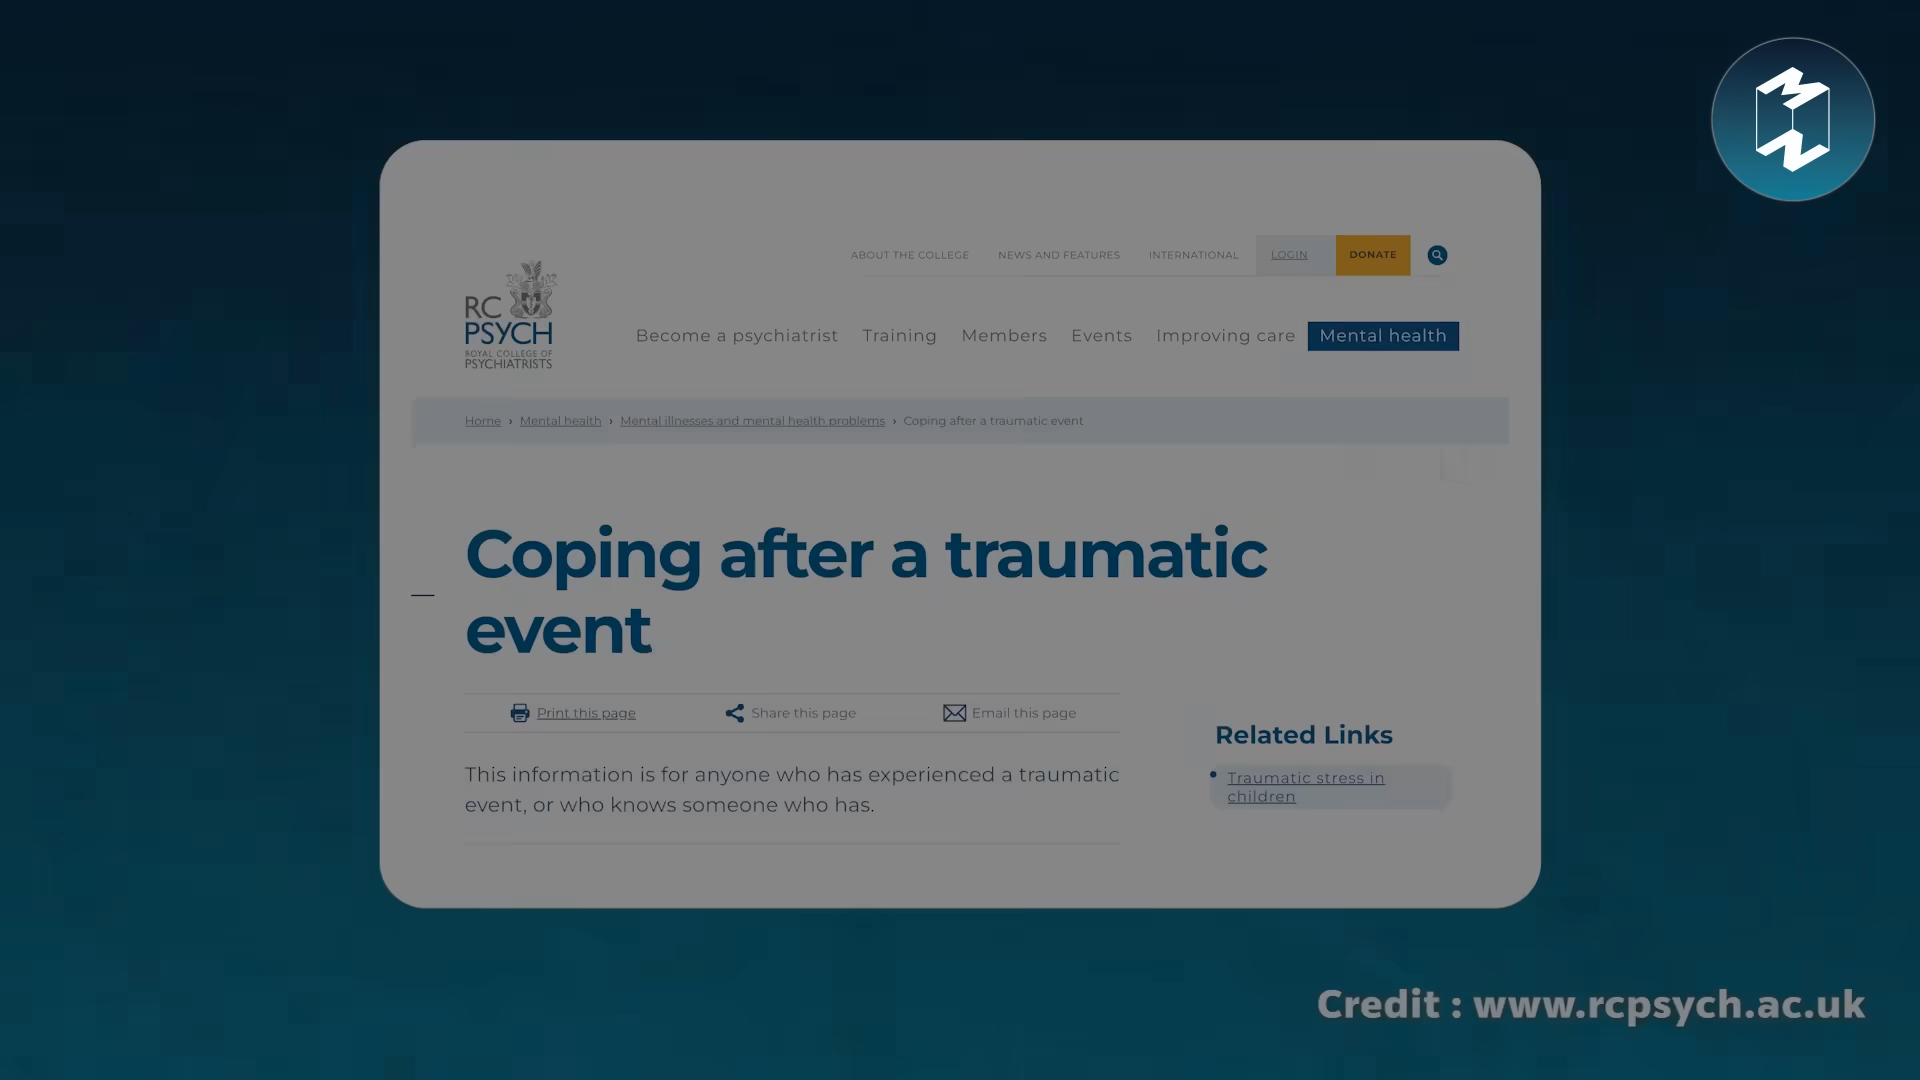 ABOUT THE COLLEGE NEWS AND FEATURES INTERNATIONAL LOGIN DONATE
RC
PSYCH
ROYAL COLLEGE OF
PSYCHIATRISTS
Become a psychiatrist Training Members Events Improving care Mental health
Home › Mental health › Mental illnesses and mental health problems › Coping after a traumatic event
Coping after a traumatic
event
Print this page Share this page Email this page
This information is for anyone who has experienced a traumatic
event, or who knows someone who has.
Related Links
Traumatic stress in
children
Credit : www.rcpsych.ac.uk